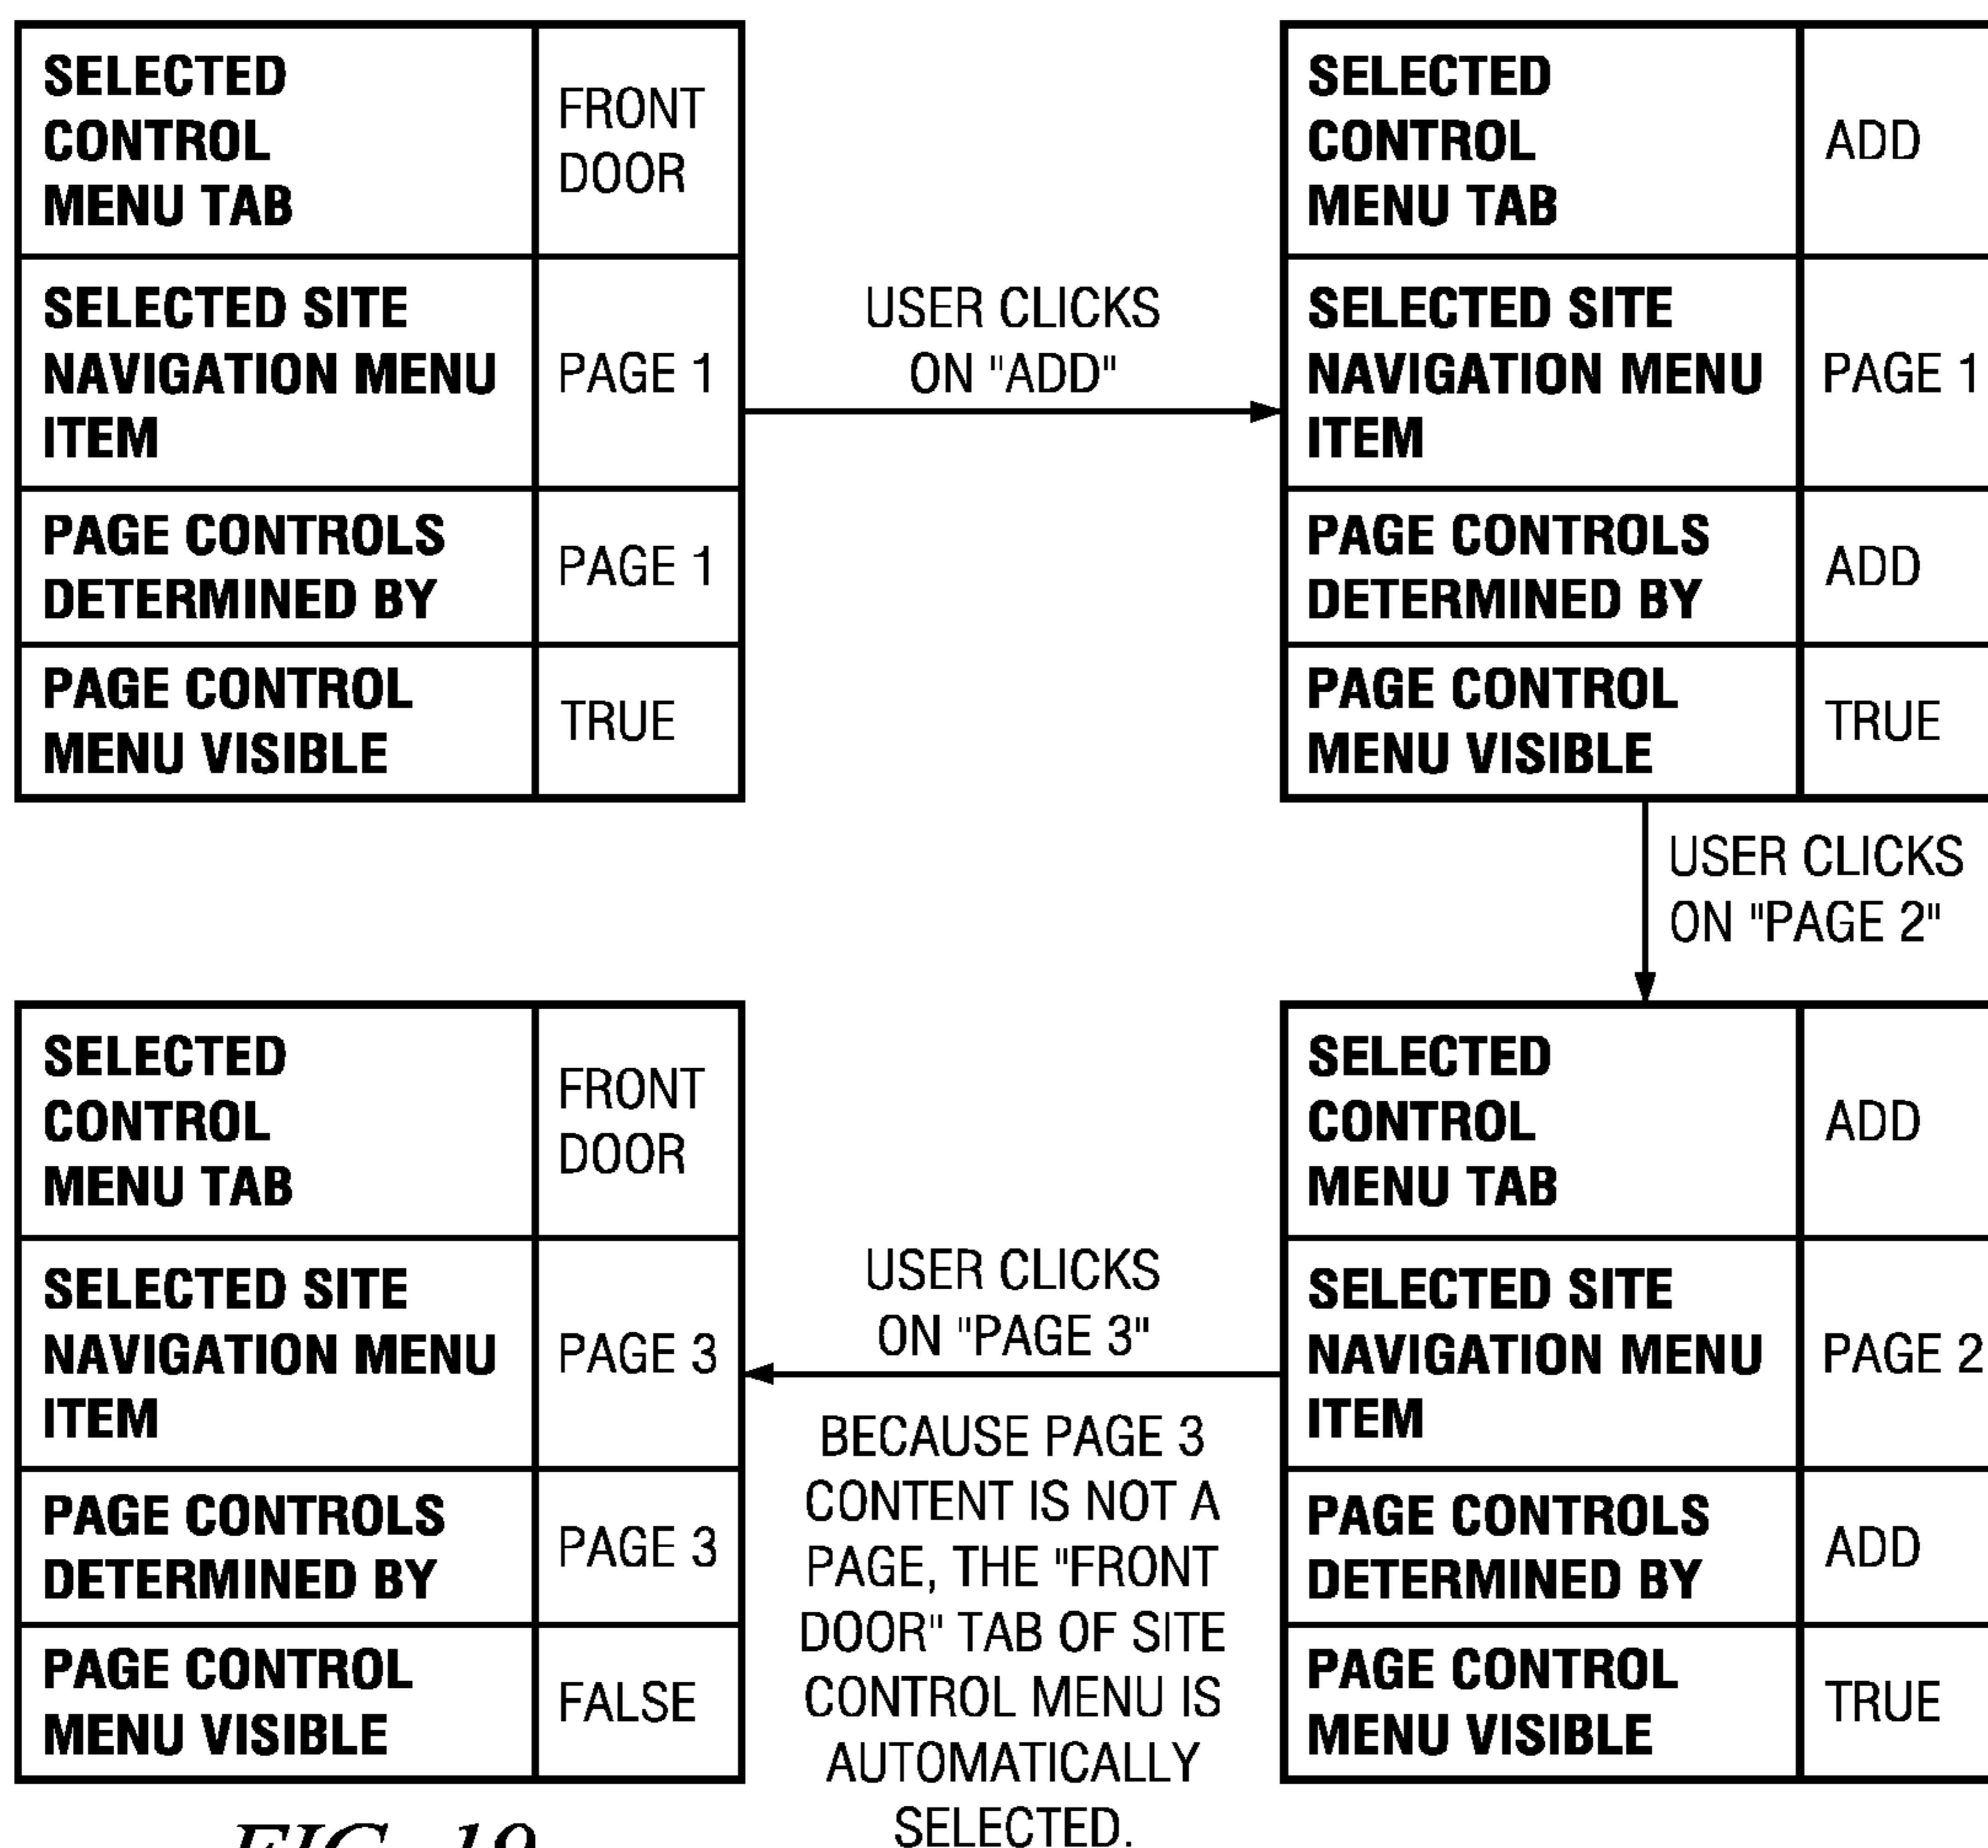 SELECTED
CONTROL
MENU TAB
FRONT
DOOR
SELECTED SITE
NAVIGATION MENU
ITEM
PAGE 1
PAGE CONTROLS
DETERMINED BY
PAGE 1
PAGE CONTROL
MENU VISIBLE
TRUE
USER CLICKS
ON "ADD"
SELECTED
CONTROL
MENU TAB
ADD
SELECTED SITE
NAVIGATION MENU
ITEM
PAGE 1
PAGE CONTROLS
DETERMINED BY
ADD
PAGE CONTROL
MENU VISIBLE
TRUE
USER CLICKS
ON "PAGE 2"
SELECTED
CONTROL
MENU TAB
ADD
SELECTED SITE
NAVIGATION MENU
ITEM
PAGE 2
PAGE CONTROLS
DETERMINED BY
ADD
PAGE CONTROL
MENU VISIBLE
TRUE
USER CLICKS
ON "PAGE 3"
BECAUSE PAGE 3
CONTENT IS NOT A
PAGE, THE "FRONT
DOOR" TAB OF SITE
CONTROL MENU IS
AUTOMATICALLY
SELECTED.
SELECTED
CONTROL
MENU TAB
FRONT
DOOR
SELECTED SITE
NAVIGATION MENU
ITEM
PAGE 3
PAGE CONTROLS
DETERMINED BY
PAGE 3
PAGE CONTROL
MENU VISIBLE
FALSE
FIG. 19